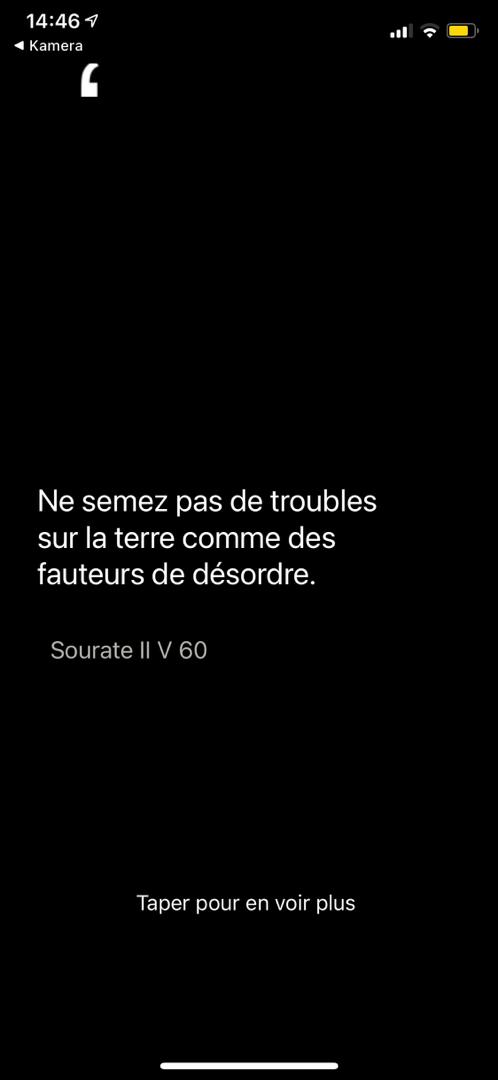 14:46
◀ Kamera
‘
Ne semez pas de troubles
sur la terre comme des
fauteurs de désordre.
Sourate II V 60
Taper pour en voir plus